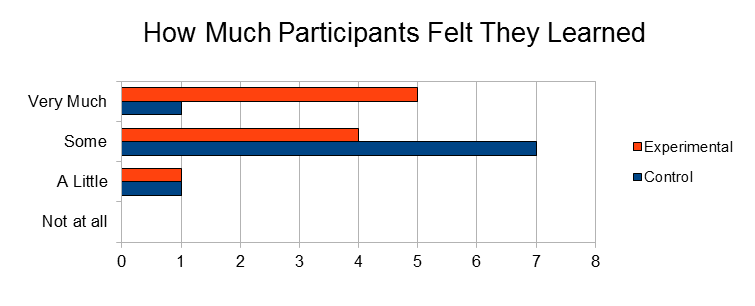 How Much Participants Felt They Learned
Very Much
Some
A Little
Not at all
0 1 2 3 4 5 6 7 8
Experimental
Control